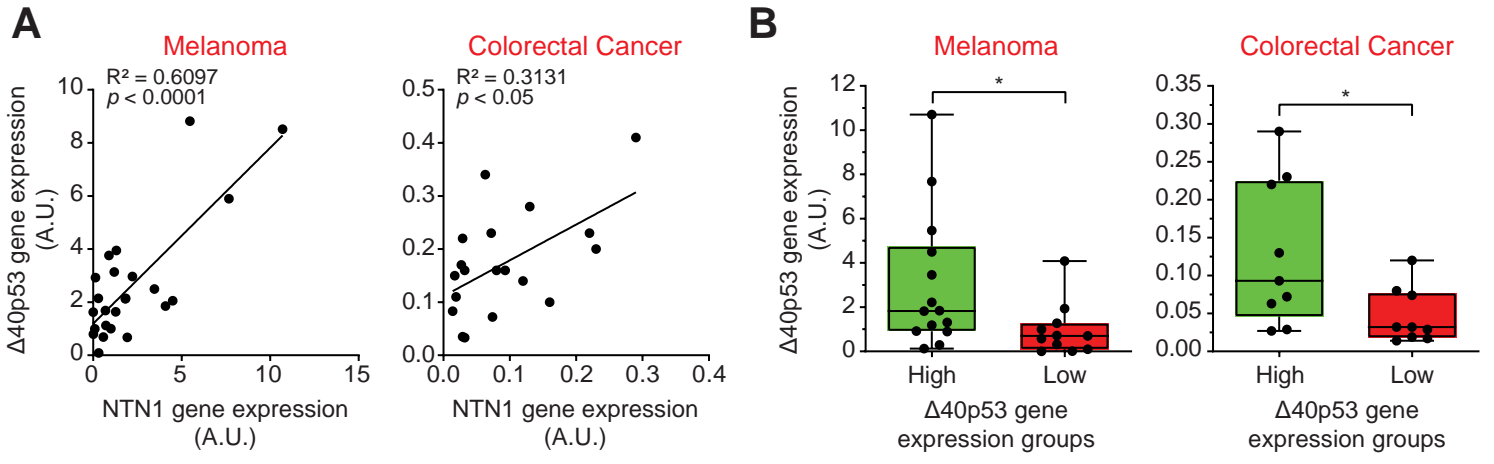 A
Melanoma
R² = 0.6097
p < 0.0001
Δ40p53 gene expression
(A.U.)
10
8
6
4
2
0
0
5
10
15
NTN1 gene expression
(A.U.)
Colorectal Cancer
R² = 0.3131
p < 0.05
0.5
0.4
0.3
0.2
0.1
0.0
0.0
0.1
0.2
0.3
0.4
NTN1 gene expression
(A.U.)
B
Melanoma
*
Δ40p53 gene expression
(A.U.)
12
10
8
6
4
2
0
High
Low
Δ40p53 gene
expression groups
Colorectal Cancer
*
0.35
0.30
0.25
0.20
0.15
0.10
0.05
0.00
High
Low
Δ40p53 gene
expression groups